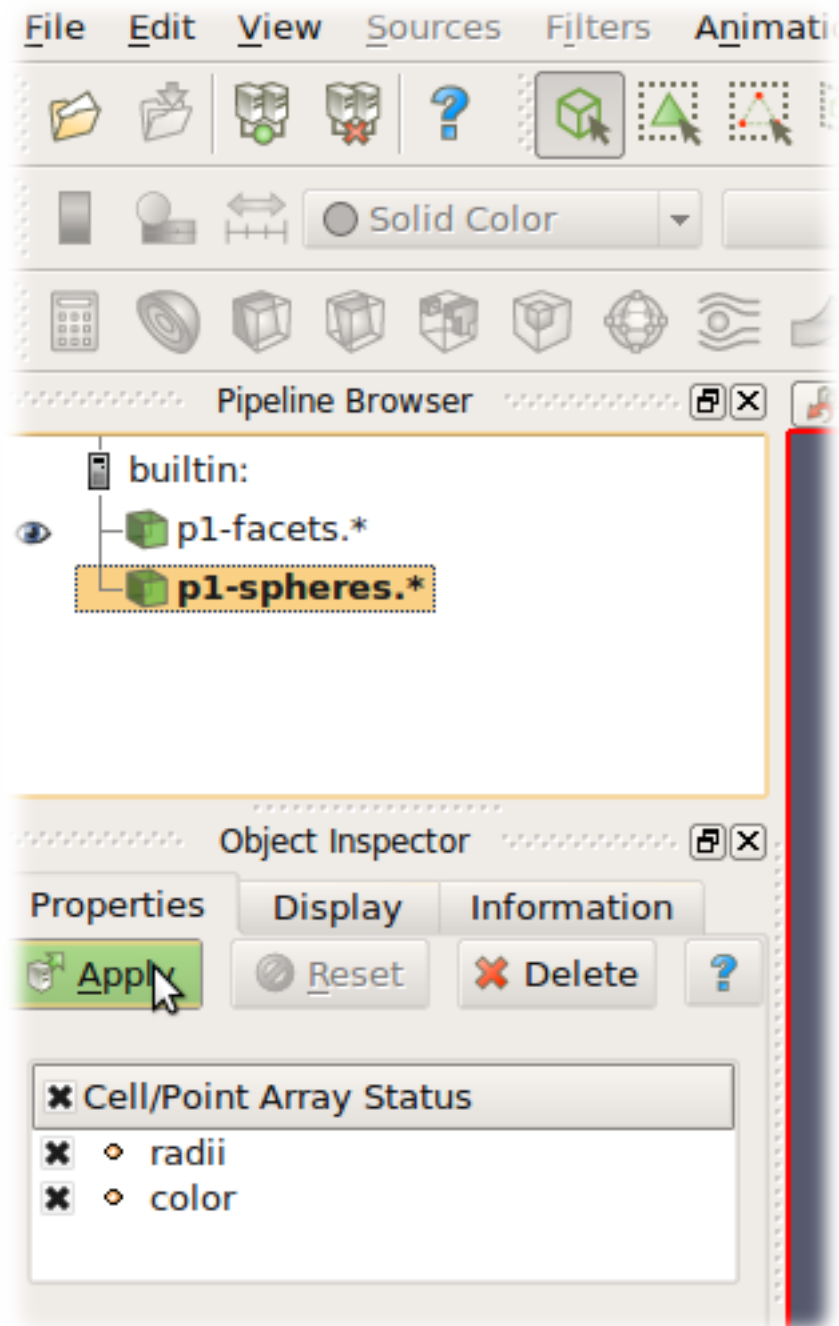 File Edit View Sources Filters Animati
Solid Color
Pipeline Browser
builtin:
p1-facets.*
p1-spheres.*
Object Inspector
Properties Display Information
Apply Reset Delete
Cell/Point Array Status
radii
color